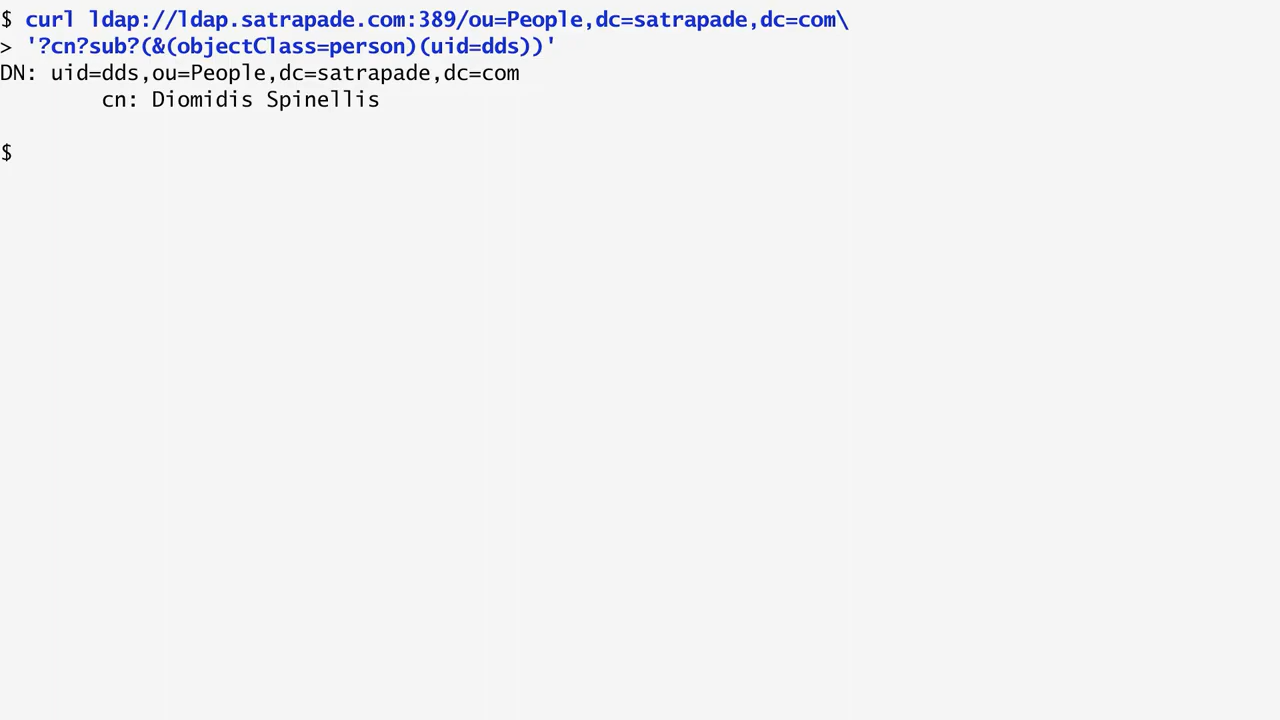 $ curl ldap://ldap.satrapade.com:389/ou=People,dc=satrapade,dc=com\
> '?cn?sub?(&(objectClass=person)(uid=dds))'
DN: uid=dds,ou=People,dc=satrapade,dc=com
        cn: Diomidis Spinellis
$